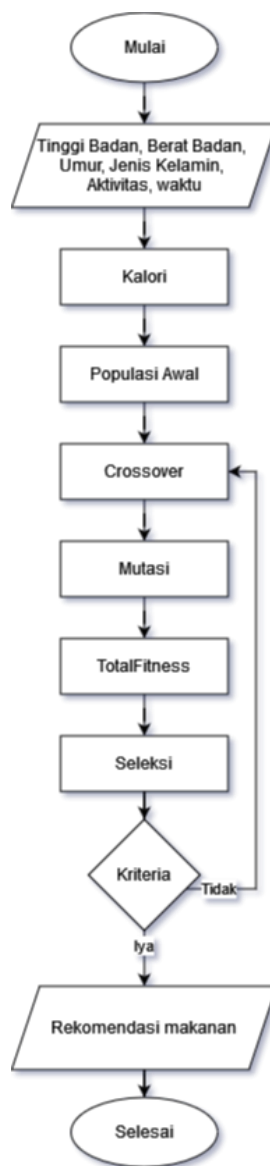 Mulai
Tinggi Badan, Berat Badan,
Umur, Jenis Kelamin,
Aktivitas, waktu
Kalori
Populasi Awal
Crossover
Mutasi
TotalFitness
Seleksi
Kriteria
Tidak
Iya
Rekomendasi makanan
Selesai